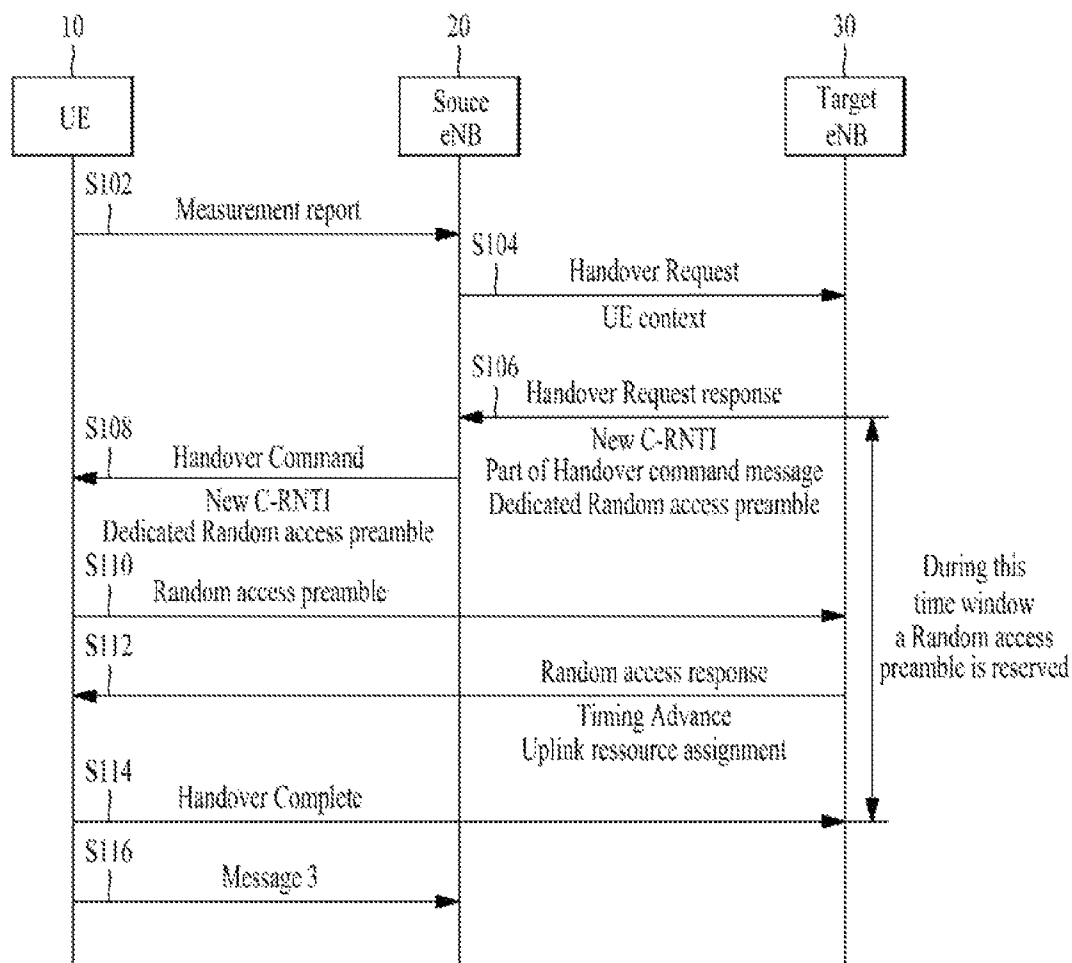 10
20
30
UE
Souce
eNB
Target
eNB
S102
Measurement report
S104
Handover Request
UE context
S106
Handover Request response
New C-RNTI
Part of Handover command message
Dedicated Random access preamble
S108
Handover Command
New C-RNTI
Dedicated Random access preamble
S110
Random access preamble
During this
time window
a Random access
preamble is reserved
S112
Random access response
Timing Advance
Uplink ressource assignment
S114
Handover Complete
S116
Message 3